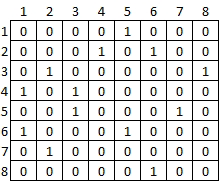 1 2 3 4 5 6 7 8
1 0 0 0 0 1 0 0 0
2 0 0 0 1 0 1 0 0
3 0 1 0 0 0 0 0 1
4 1 0 1 0 0 0 0 0
5 0 0 1 0 0 0 1 0
6 1 0 0 0 1 0 0 0
7 0 1 0 0 0 0 0 0
8 0 0 0 0 0 1 0 0